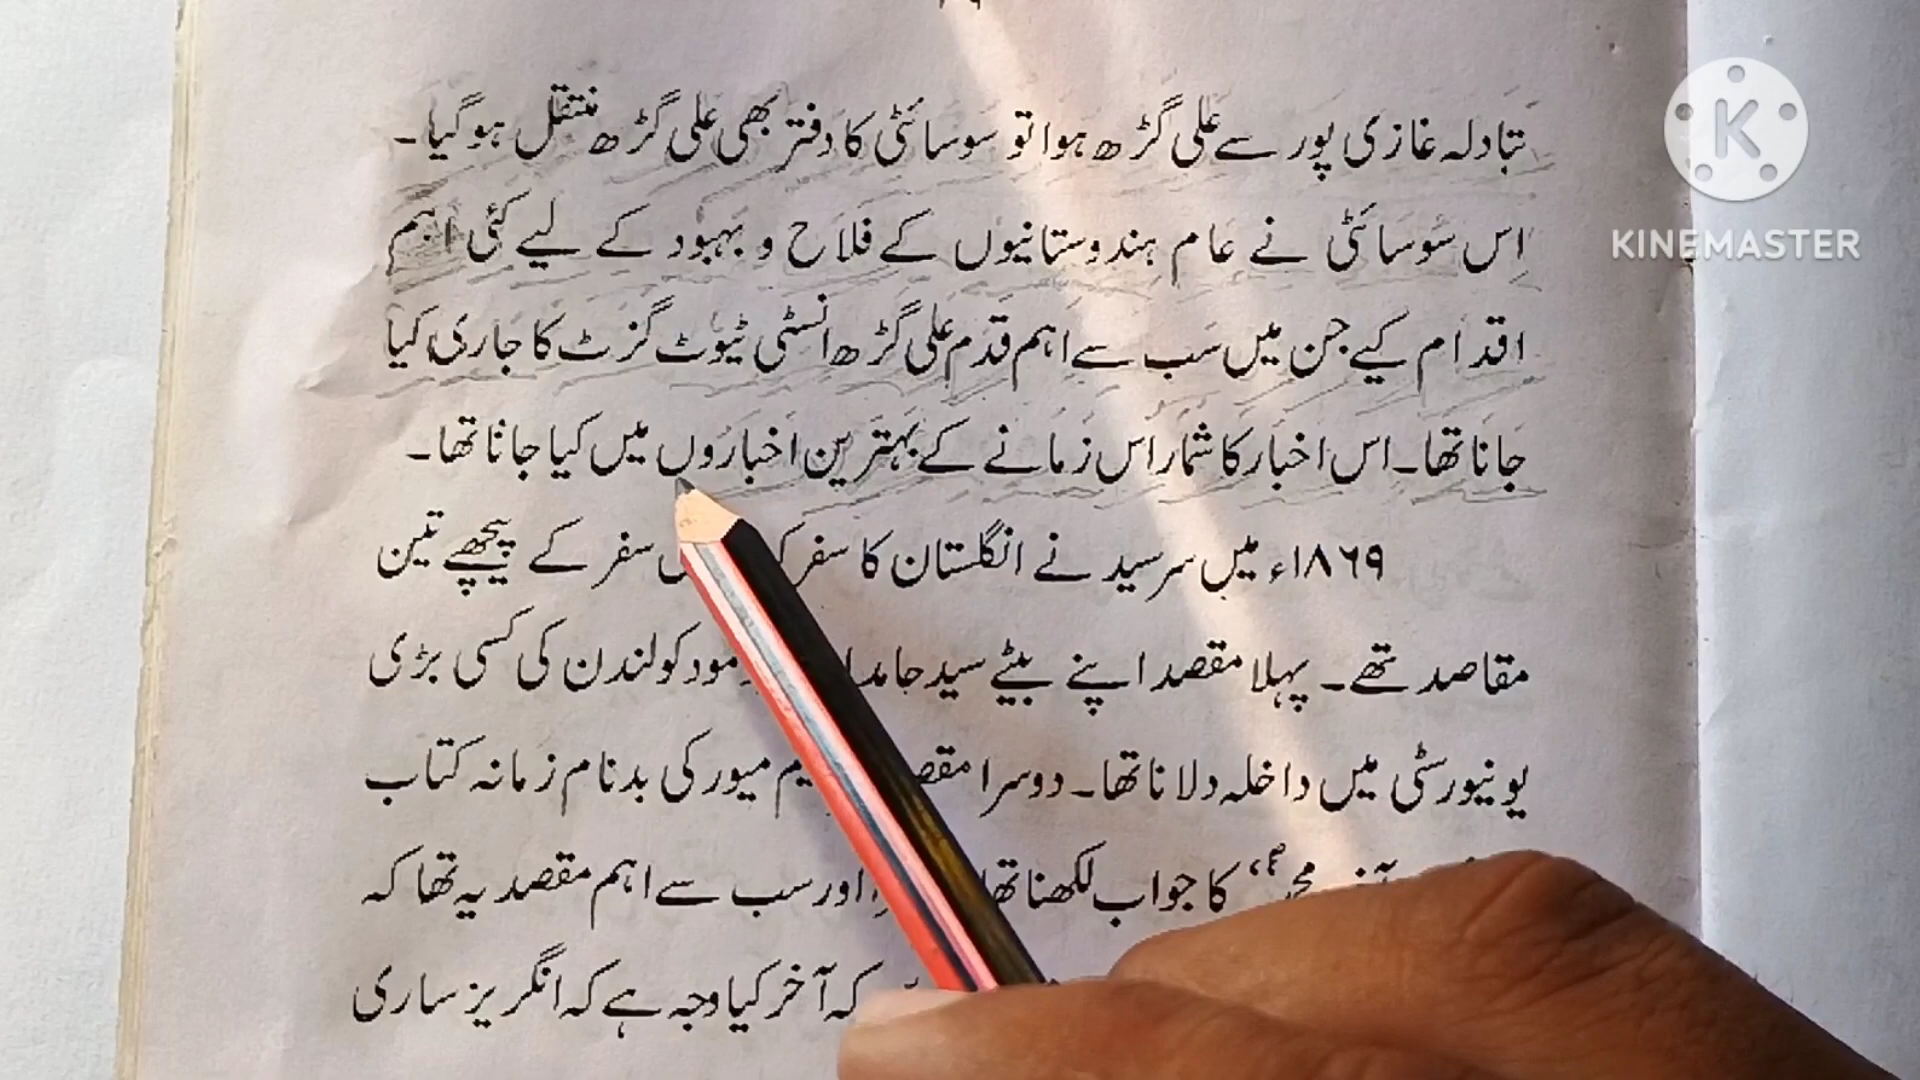 تبادلہ غازی پور سے علی گڑھ ہوا تو سوسائٹی کا دفتر بھی علی گڑھ منتقل ہوگیا۔
اِس سوسائٹی نے عام ہندوستانیوں کے فلاح و بہبود کے لیے کئی اہم
اقدام کیے جن میں سب سے اہم قدم علی گڑھ انسٹی ٹیوٹ گزٹ کا جاری کیا
جانا تھا۔ اس اخبار کا شمار اس زمانے کے بہترین اخباروں میں کیا جاتا تھا۔
۱۸۶۹ء میں سرسید نے انگلستان کا سفر سفر کے پیچھے تین
مقاصد تھے۔ پہلا مقصد اپنے بیٹے سید حامد کو لندن کی کسی بڑی
یونیورسٹی میں داخلہ دلانا تھا۔ دوسرا میور کی بدنام زمانہ کتاب
محمدؐ“ کا جواب لکھنا تھا اور سب سے اہم مقصد یہ تھا کہ
کہ آخر کیا وجہ ہے کہ انگریز ساری
KINEMASTER